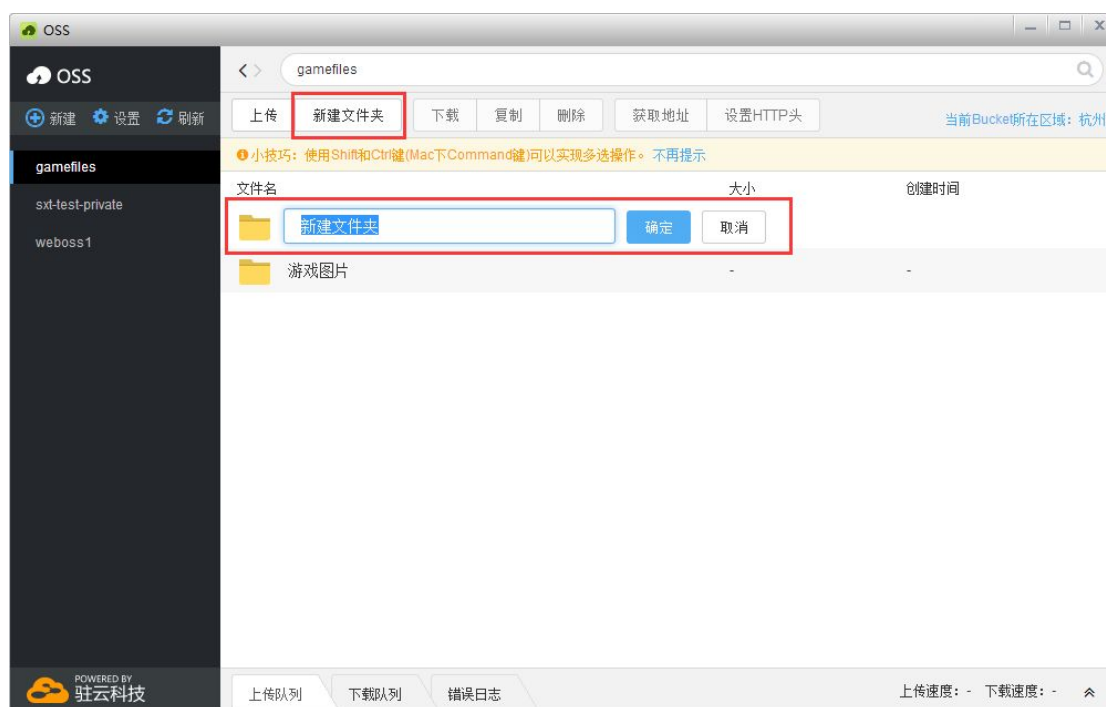 OSS
OSS
新建 设置 刷新
gamefiles
sxt-test-private
weboss1
POWERED BY
驻云科技
gamefiles
上传 新建文件夹 下载 复制 删除 获取地址 设置HTTP头 当前Bucket所在区域：杭州
小技巧：使用Shift和Ctrl鍵(Mac下Command鍵)可以实现多选操作。 不再提示
文件名 大小 创建时间
新建文件夹 确定 取消
游戏图片 - -
上传队列 下载队列 错误日志 上传速度：- 下载速度：-